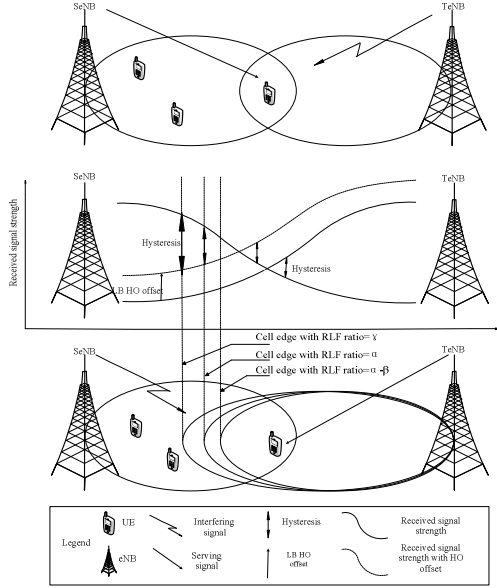 SeNB
TeNB
SeNB
TeNB
Received signal strength
Hysteresis
Hysteresis
LB HO offset
Cell edge with RLF ratio=γ
Cell edge with RLF ratio=α
Cell edge with RLF ratio=α -β
SeNB
TeNB
Legend
UE
Interfering
signal
Hysteresis
Received signal
strength
eNB
Serving
signal
LB HO
offset
Received signal
strength with HO
offset